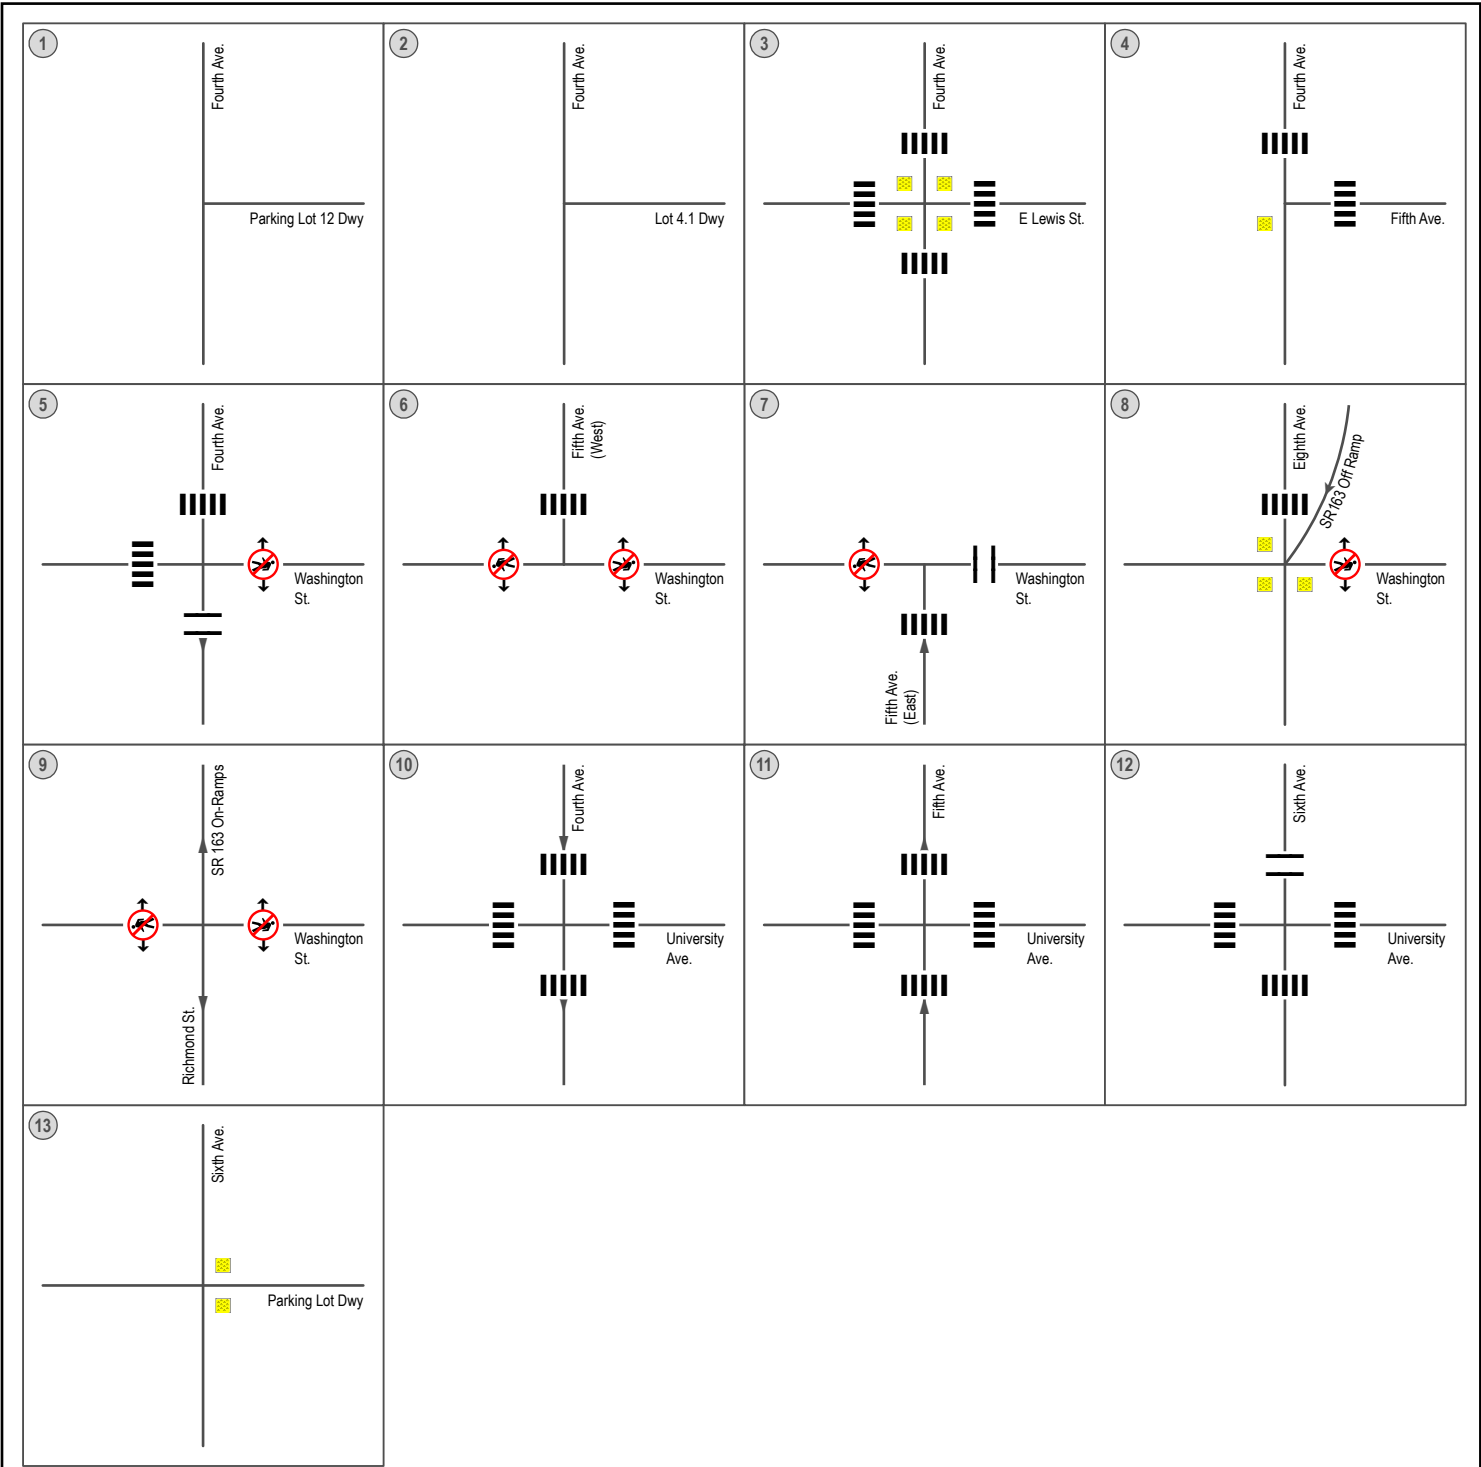 1
Fourth Ave.
Parking Lot 12 Dwy
2
Fourth Ave.
Lot 4.1 Dwy
3
Fourth Ave.
E Lewis St.
4
Fourth Ave.
Fifth Ave.
5
Fourth Ave.
Washington
St.
6
Fifth Ave.
(West)
Washington
St.
7
Washington
St.
Fifth Ave.
(East)
8
Eighth Ave.
SR163 Off Ramp
Washington
St.
9
SR 163 On-Ramps
Washington
St.
Richmond St.
10
Fourth Ave.
University
Ave.
11
Fifth Ave.
University
Ave.
12
Sixth Ave.
University
Ave.
13
Sixth Ave.
Parking Lot Dwy